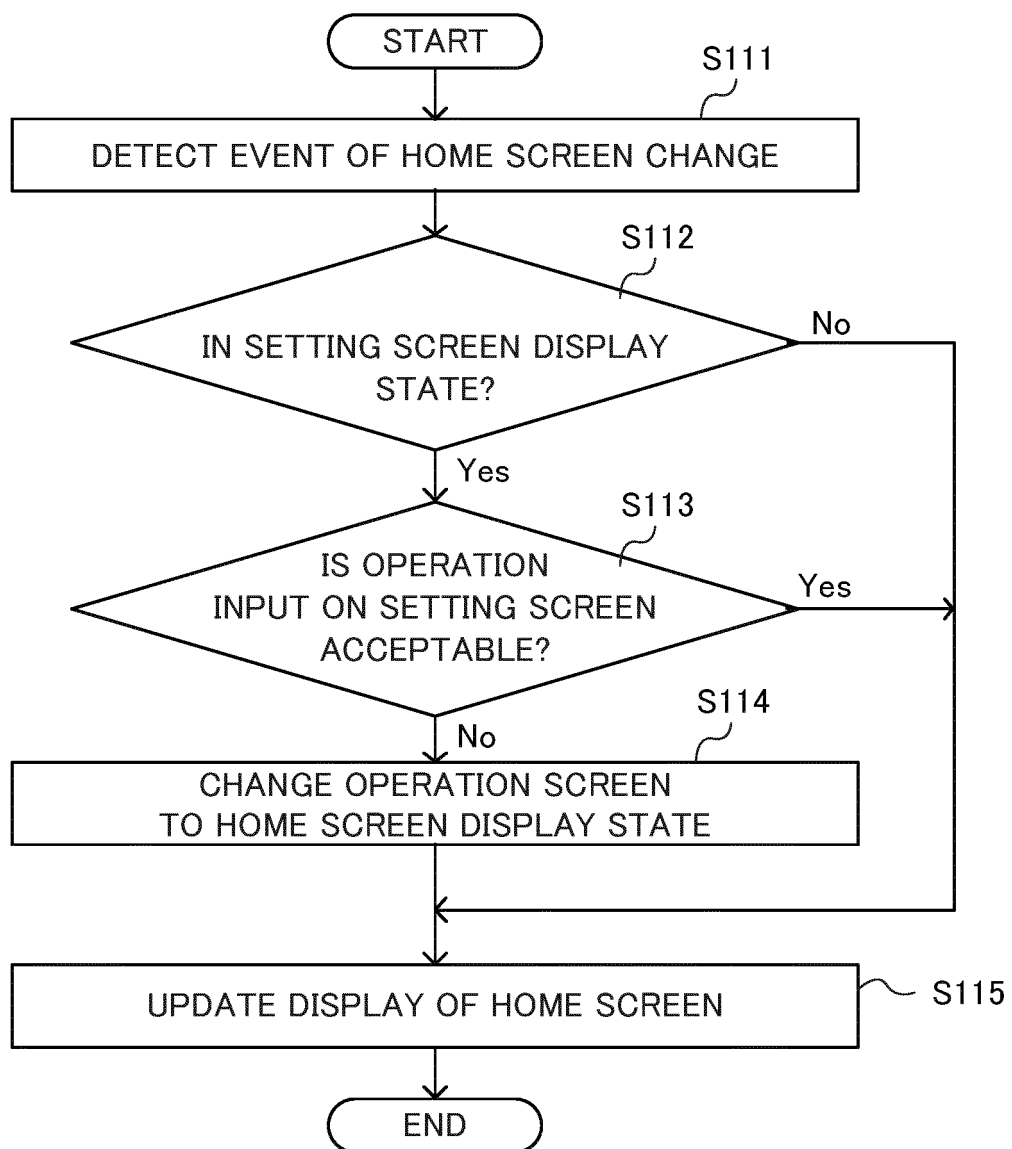 START
S111
DETECT EVENT OF HOME SCREEN CHANGE
S112
IN SETTING SCREEN DISPLAY
STATE?
No
Yes
S113
IS OPERATION
INPUT ON SETTING SCREEN
ACCEPTABLE?
Yes
No
S114
CHANGE OPERATION SCREEN
TO HOME SCREEN DISPLAY STATE
UPDATE DISPLAY OF HOME SCREEN
S115
END